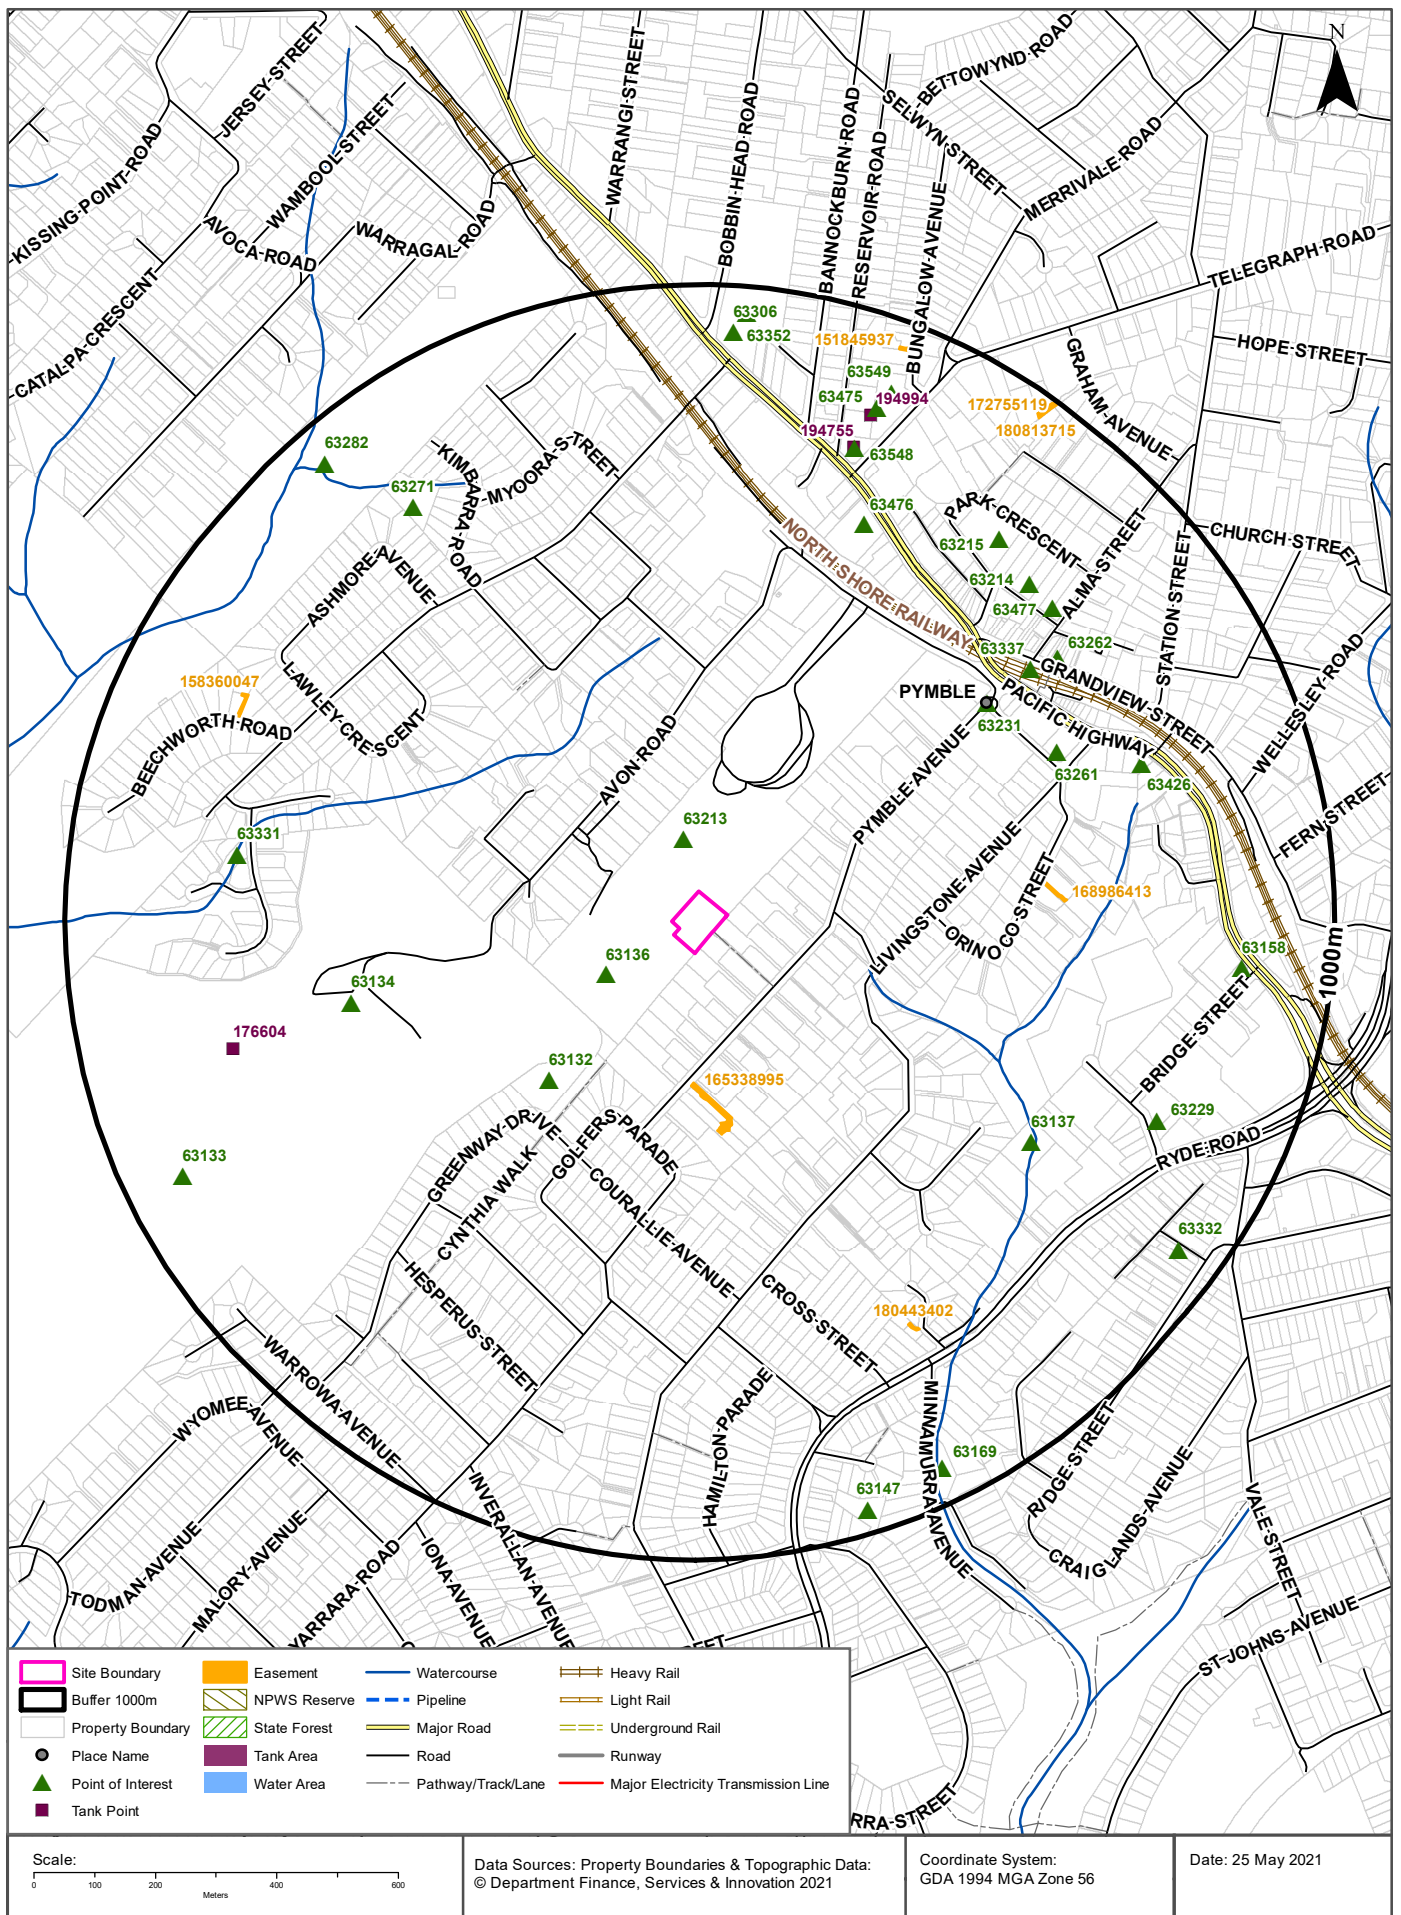 N
JERSEY STREET
KISSING POINT ROAD
WAMBOOL STREET
AVOCA ROAD
WARRAGAL ROAD
CATALPA CRESCENT
WARRANGI STREET
BOBBIN HEAD ROAD
BANNOCKBURN ROAD
RESERVOIR ROAD
BUNGALOW AVENUE
SELWYN STREET
BETTOWYND ROAD
MERRIVALE ROAD
TELEGRAPH ROAD
HOPE STREET
GRAHAM AVENUE
63306
63352
151845937
63549
63475
194994
194755
63548
172755119
180813715
63282
63271
KIMBARRA ROAD
MYOORA STREET
63476
PARK CRESCENT
63215
CHURCH STREET
ASHMORE AVENUE
NORTH SHORE RAILWAY
63214
63477
ALMA STREET
STATION STREET
63337
63262
GRANDVIEW STREET
WELLESLEY ROAD
158360047
LAWLEY CRESCENT
BEECHWORTH ROAD
PYMBLE
63231
PACIFIC HIGHWAY
63261
63426
AVON ROAD
PYMBLE AVENUE
FERN STREET
63331
63213
LIVINGSTONE AVENUE
ORINOCO STREET
168986413
63158
1000m
63136
63134
176604
BRIDGE STREET
63132
165338995
63229
63137
RYDE ROAD
GREENWAY DRIVE
GOLFERS PARADE
63133
CYNTHIA WALK
COURALLIE AVENUE
63332
HESPERUS STREET
CROSS STREET
180443402
WARROWA AVENUE
WYOMEE AVENUE
HAMILTON PARADE
MINNAMURRA AVENUE
RIDGE STREET
63169
63147
CRAIGLANDS AVENUE
VALE STREET
INVERALLAN AVENUE
TODMAN AVENUE
MALORY AVENUE
YARRARA ROAD
IONA AVENUE
ST JOHNS AVENUE
EET
RRA STREET
Site Boundary
Buffer 1000m
Property Boundary
Place Name
Point of Interest
Tank Point
Easement
NPWS Reserve
State Forest
Tank Area
Water Area
Watercourse
Pipeline
Major Road
Road
Pathway/Track/Lane
Heavy Rail
Light Rail
Underground Rail
Runway
Major Electricity Transmission Line
Scale:
0 100 200 400 600
Meters
Data Sources: Property Boundaries & Topographic Data:
© Department Finance, Services & Innovation 2021
Coordinate System:
GDA 1994 MGA Zone 56
Date: 25 May 2021